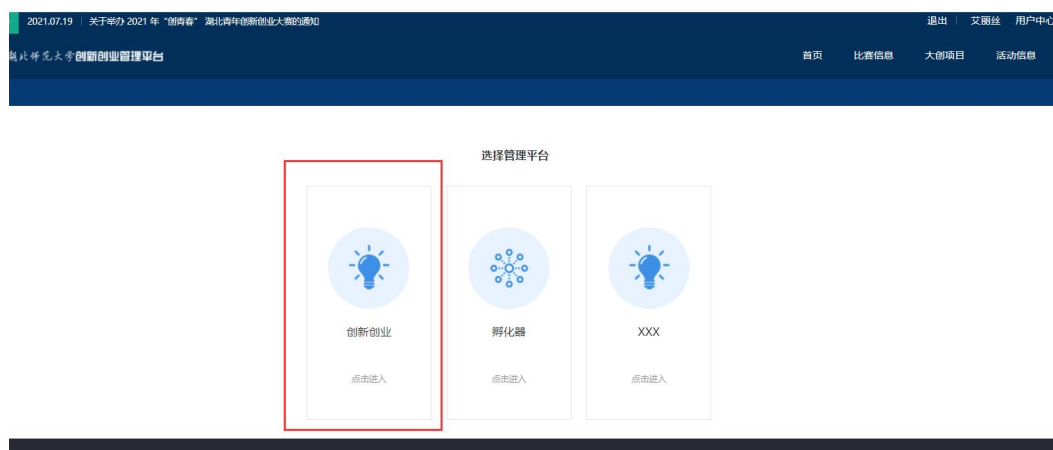 2021.07.19 | 关于举办 2021 年 “创青春” 湖北青年创新创业大赛的通知
退出 | 艾丽丝 用户中心
湖北师范大学创新创业管理平台
首页 比赛信息 大创项目 活动信息
选择管理平台
创新创业 孵化器 XXX
点击进入 点击进入 点击进入